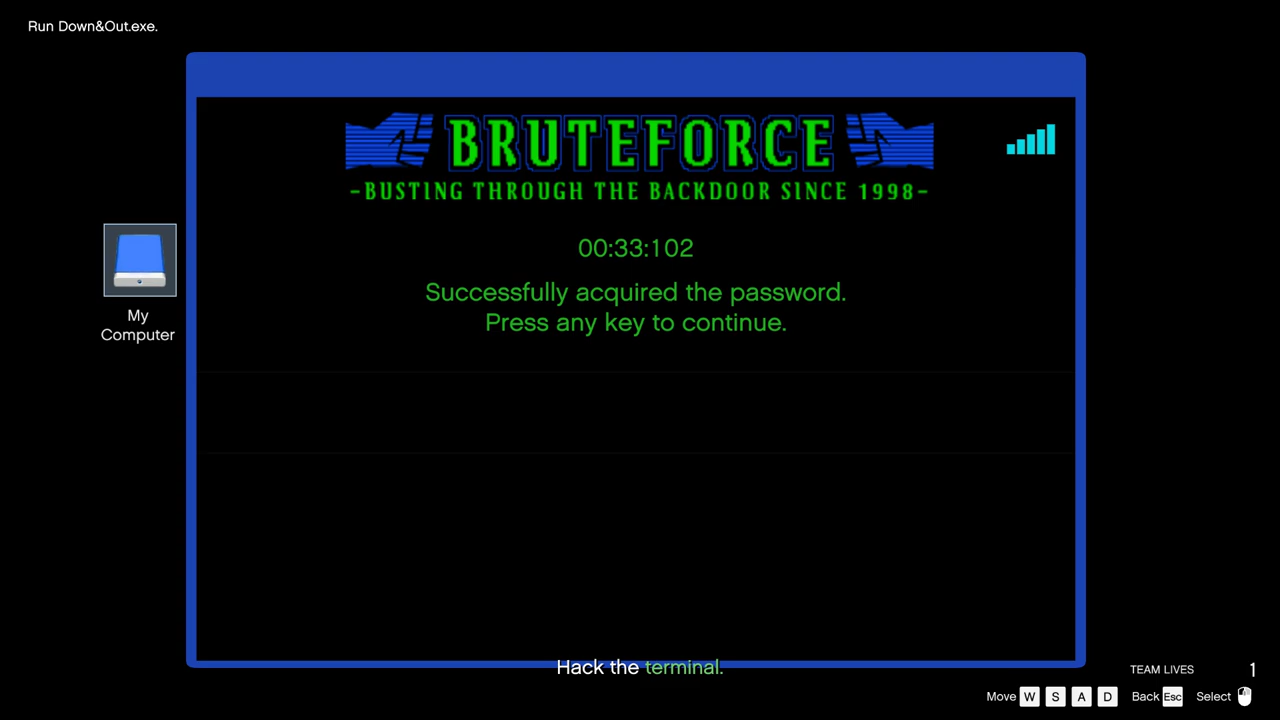 Run Down&Out.exe.
BRUTEFORCE
-BUSTING THROUGH THE BACKDOOR SINCE 1998-
00:33:102
Successfully acquired the password.
Press any key to continue.
My
Computer
Hack the terminal.
TEAM LIVES 1
Move W S A D Back Esc Select